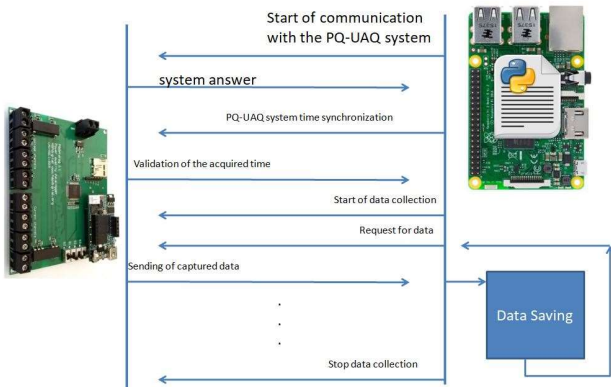 Start of communication
with the PQ-UAQ system
system answer
PQ-UAQ system time synchronization
Validation of the acquired time
Start of data collection
Request for data
Sending of captured data
Data Saving
Stop data collection